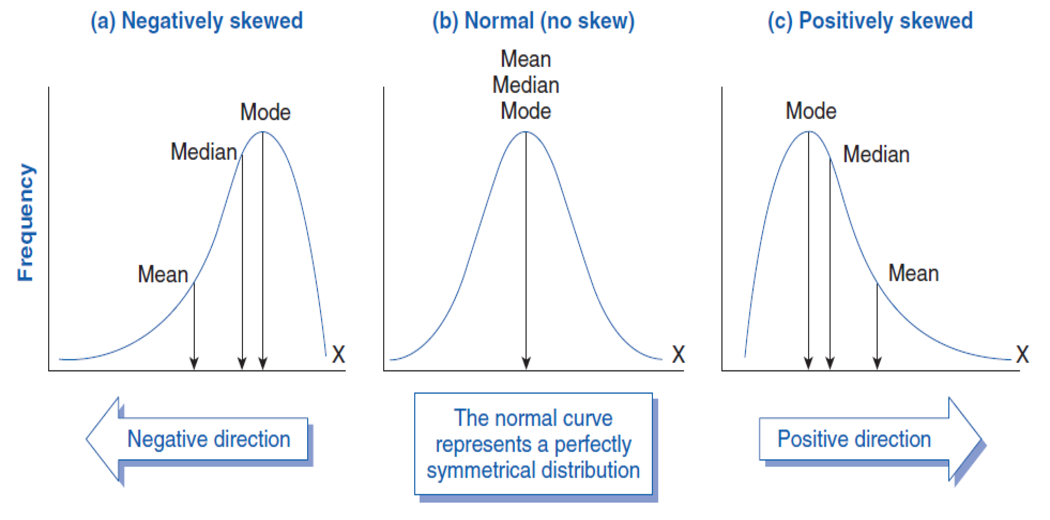 (a) Negatively skewed
(b) Normal (no skew)
(c) Positively skewed
Frequency
Mode
Median
Mean
X
Mean
Median
Mode
X
Mode
Median
Mean
X
Negative direction
The normal curve
represents a perfectly
symmetrical distribution
Positive direction